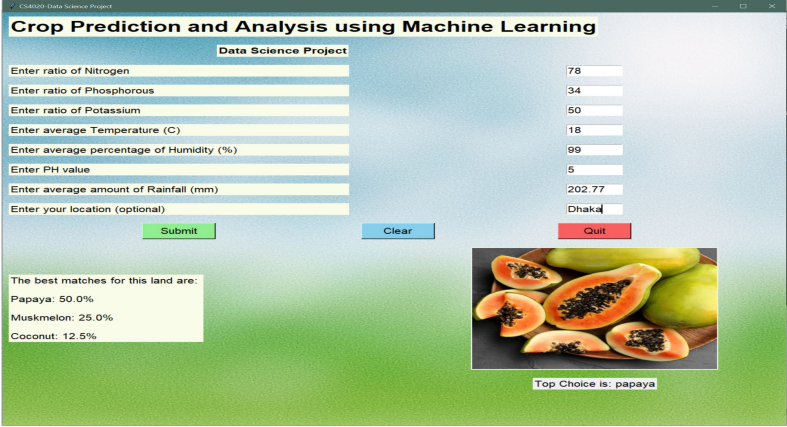 CS4020-Data Science Project
Crop Prediction and Analysis using Machine Learning
Data Science Project
Enter ratio of Nitrogen 78
Enter ratio of Phosphorous 34
Enter ratio of Potassium 50
Enter average Temperature (C) 18
Enter average percentage of Humidity (%) 99
Enter PH value 5
Enter average amount of Rainfall (mm) 202.77
Enter your location (optional) Dhaka
Submit Clear Quit
The best matches for this land are:
Papaya: 50.0%
Muskmelon: 25.0%
Coconut: 12.5%
Top Choice is: papaya